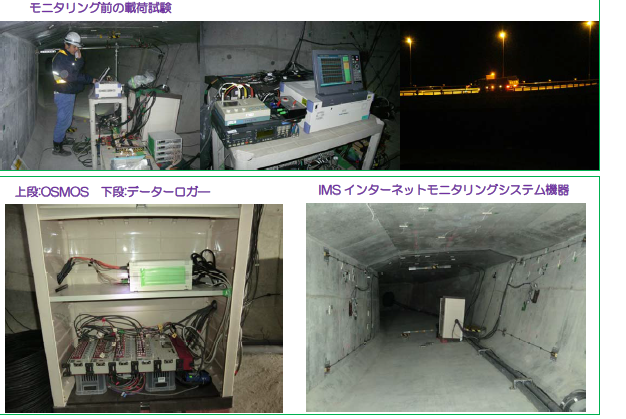 モニタリング前の載荷試験
上段:OSMOS　下段:データーロガー
IMS インターネットモニタリングシステム機器